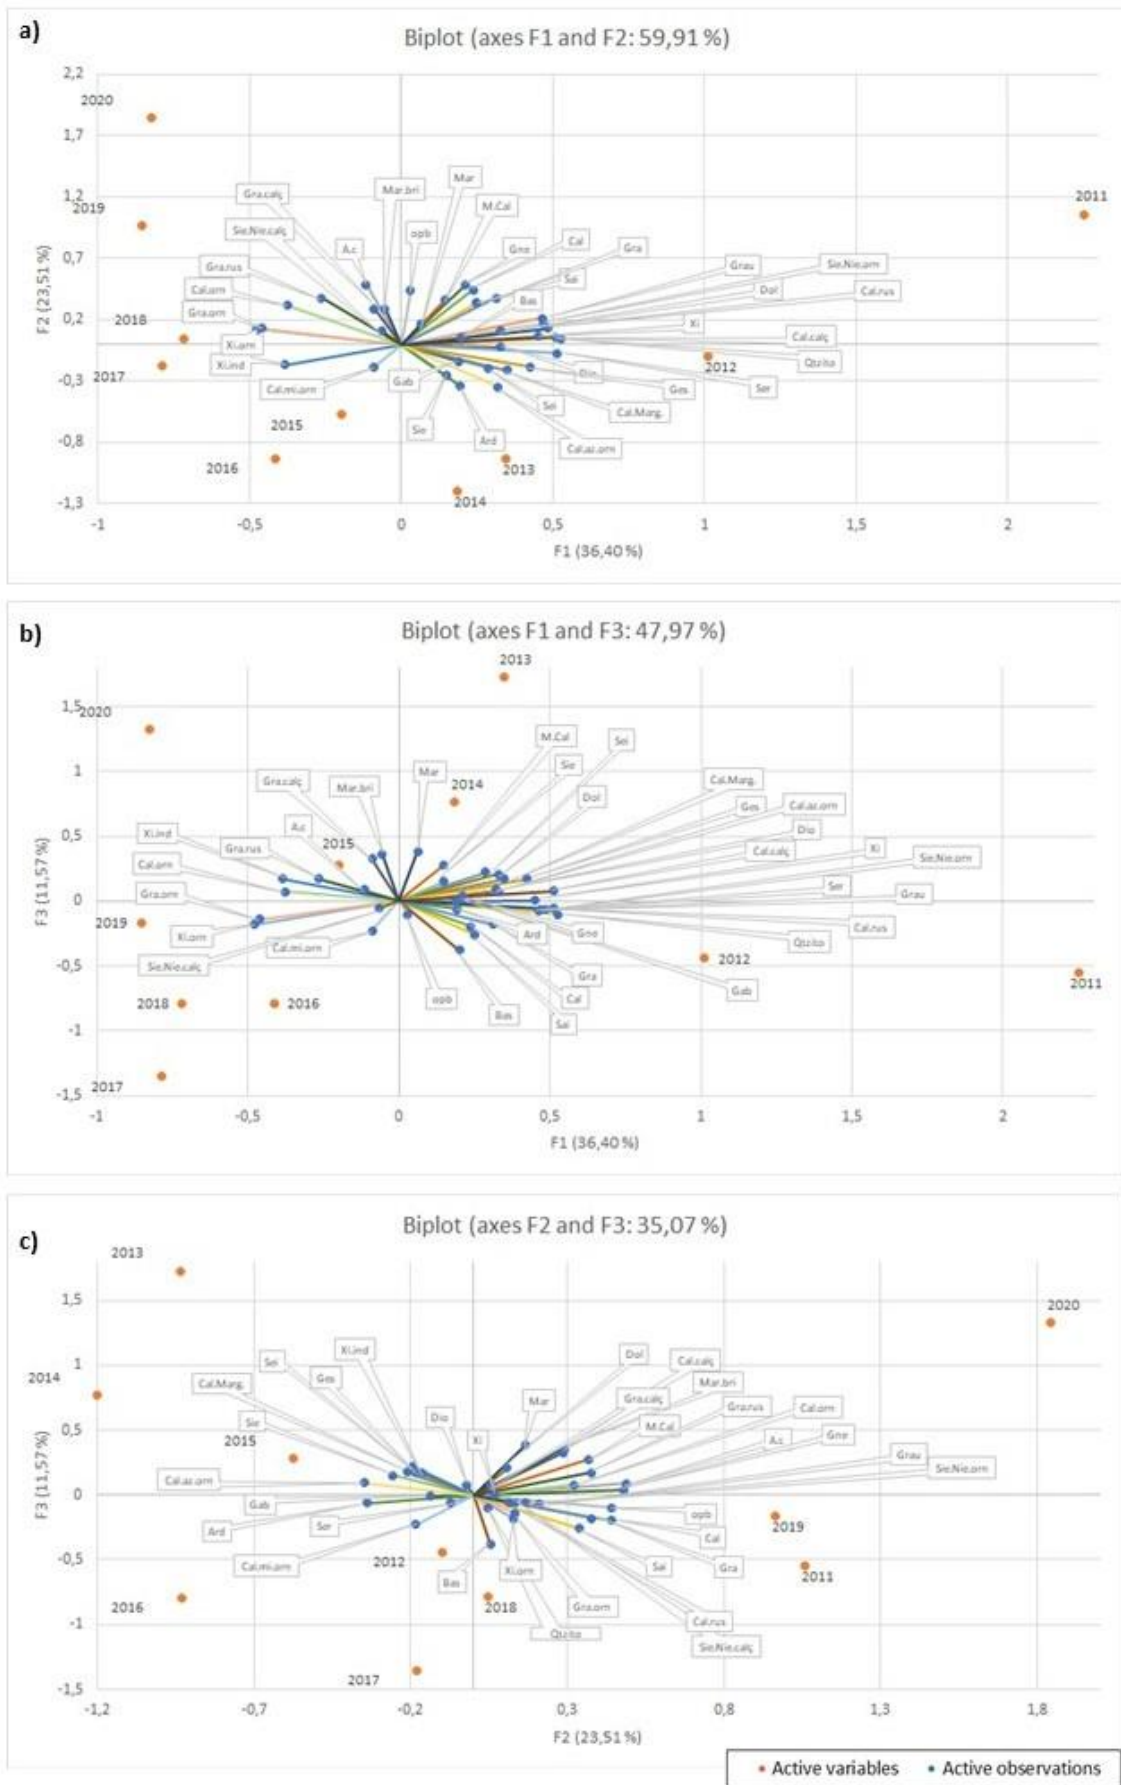 a)
Biplot (axes F1 and F2: 59,91 %)
2,2
2020
1,7
Mar
Mar.bri
Gra.calç
1,2
2011
2019
M.Cal
Sie.Nie.calç
opb
A.c
Gne
Cal
Gra
0,7
Gra.rus
Sai
Grau
Sie.Nie.orn
Cal.orn
Bas
Dol
Cal.rus
Gra.orn
0,2
2018
Xi
Xi.orn
Cal.calç
Xi.ind
2012
Qtzito
2017
-0,3
Cal.mi.orn
Gab
Dio
Ges
Ser
Sei
Cal.Marg.
2015
Sie
Ard
Cal.az.orn
-0,8
2016
2013
2014
-1,3
-1 -0,5 0 0,5 1 1,5 2
F1 (36,40 %)
F2 (23,51 %)
b)
Biplot (axes F1 and F3: 47,97 %)
2013
1,5
2020
M.Cal
Sei
Sie
1
Mar
Gra.calç
Mar.bri
2014
Cal.Marg.
Dol
Ges
Cal.az.orn
Xi.ind
A.c
Dio
0,5
Gra.rus
2015
Cal.calç
Xi
Sie.Nie.orn
Cal.orn
Ser
Gra.orn
Grau
0
2019
Xi.orn
Ard
Gne
Cal.rus
Cal.mi.orn
Qtzito
Sie.Nie.calç
2012
-0,5
Gra
2011
Gab
2018
2016
opb
Cal
Bas
Sai
-1
2017
-1,5
-1 -0,5 0 0,5 1 1,5 2
F1 (36,40 %)
F3 (11,57 %)
c)
Biplot (axes F2 and F3: 35,07 %)
2013
1,5
2020
Xi.ind
Dol
Sei
Cal.calç
1
2014
Ges
Cal.Marg.
Mar.bri
Mar
Gra.calç
Gra.rus
Cal.orn
Sie
Dio
M.Cal
0,5
2015
Xi
A.c
Gne
Grau
Cal.az.orn
Sie.Nie.orn
0
Gab
opb
Ard
Ser
2019
Cal
-0,5
Cal.mi.orn
2012
Xi.orn
Sai
Gra
2011
Bas
2016
2018
Gra.orn
-1
Qtzito
Cal.rus
Sie.Nie.calç
2017
-1,5
-1,2 -0,7 -0,2 0,3 0,8 1,3 1,8
F2 (23,51 %)
F3 (11,57 %)
Active variables Active observations